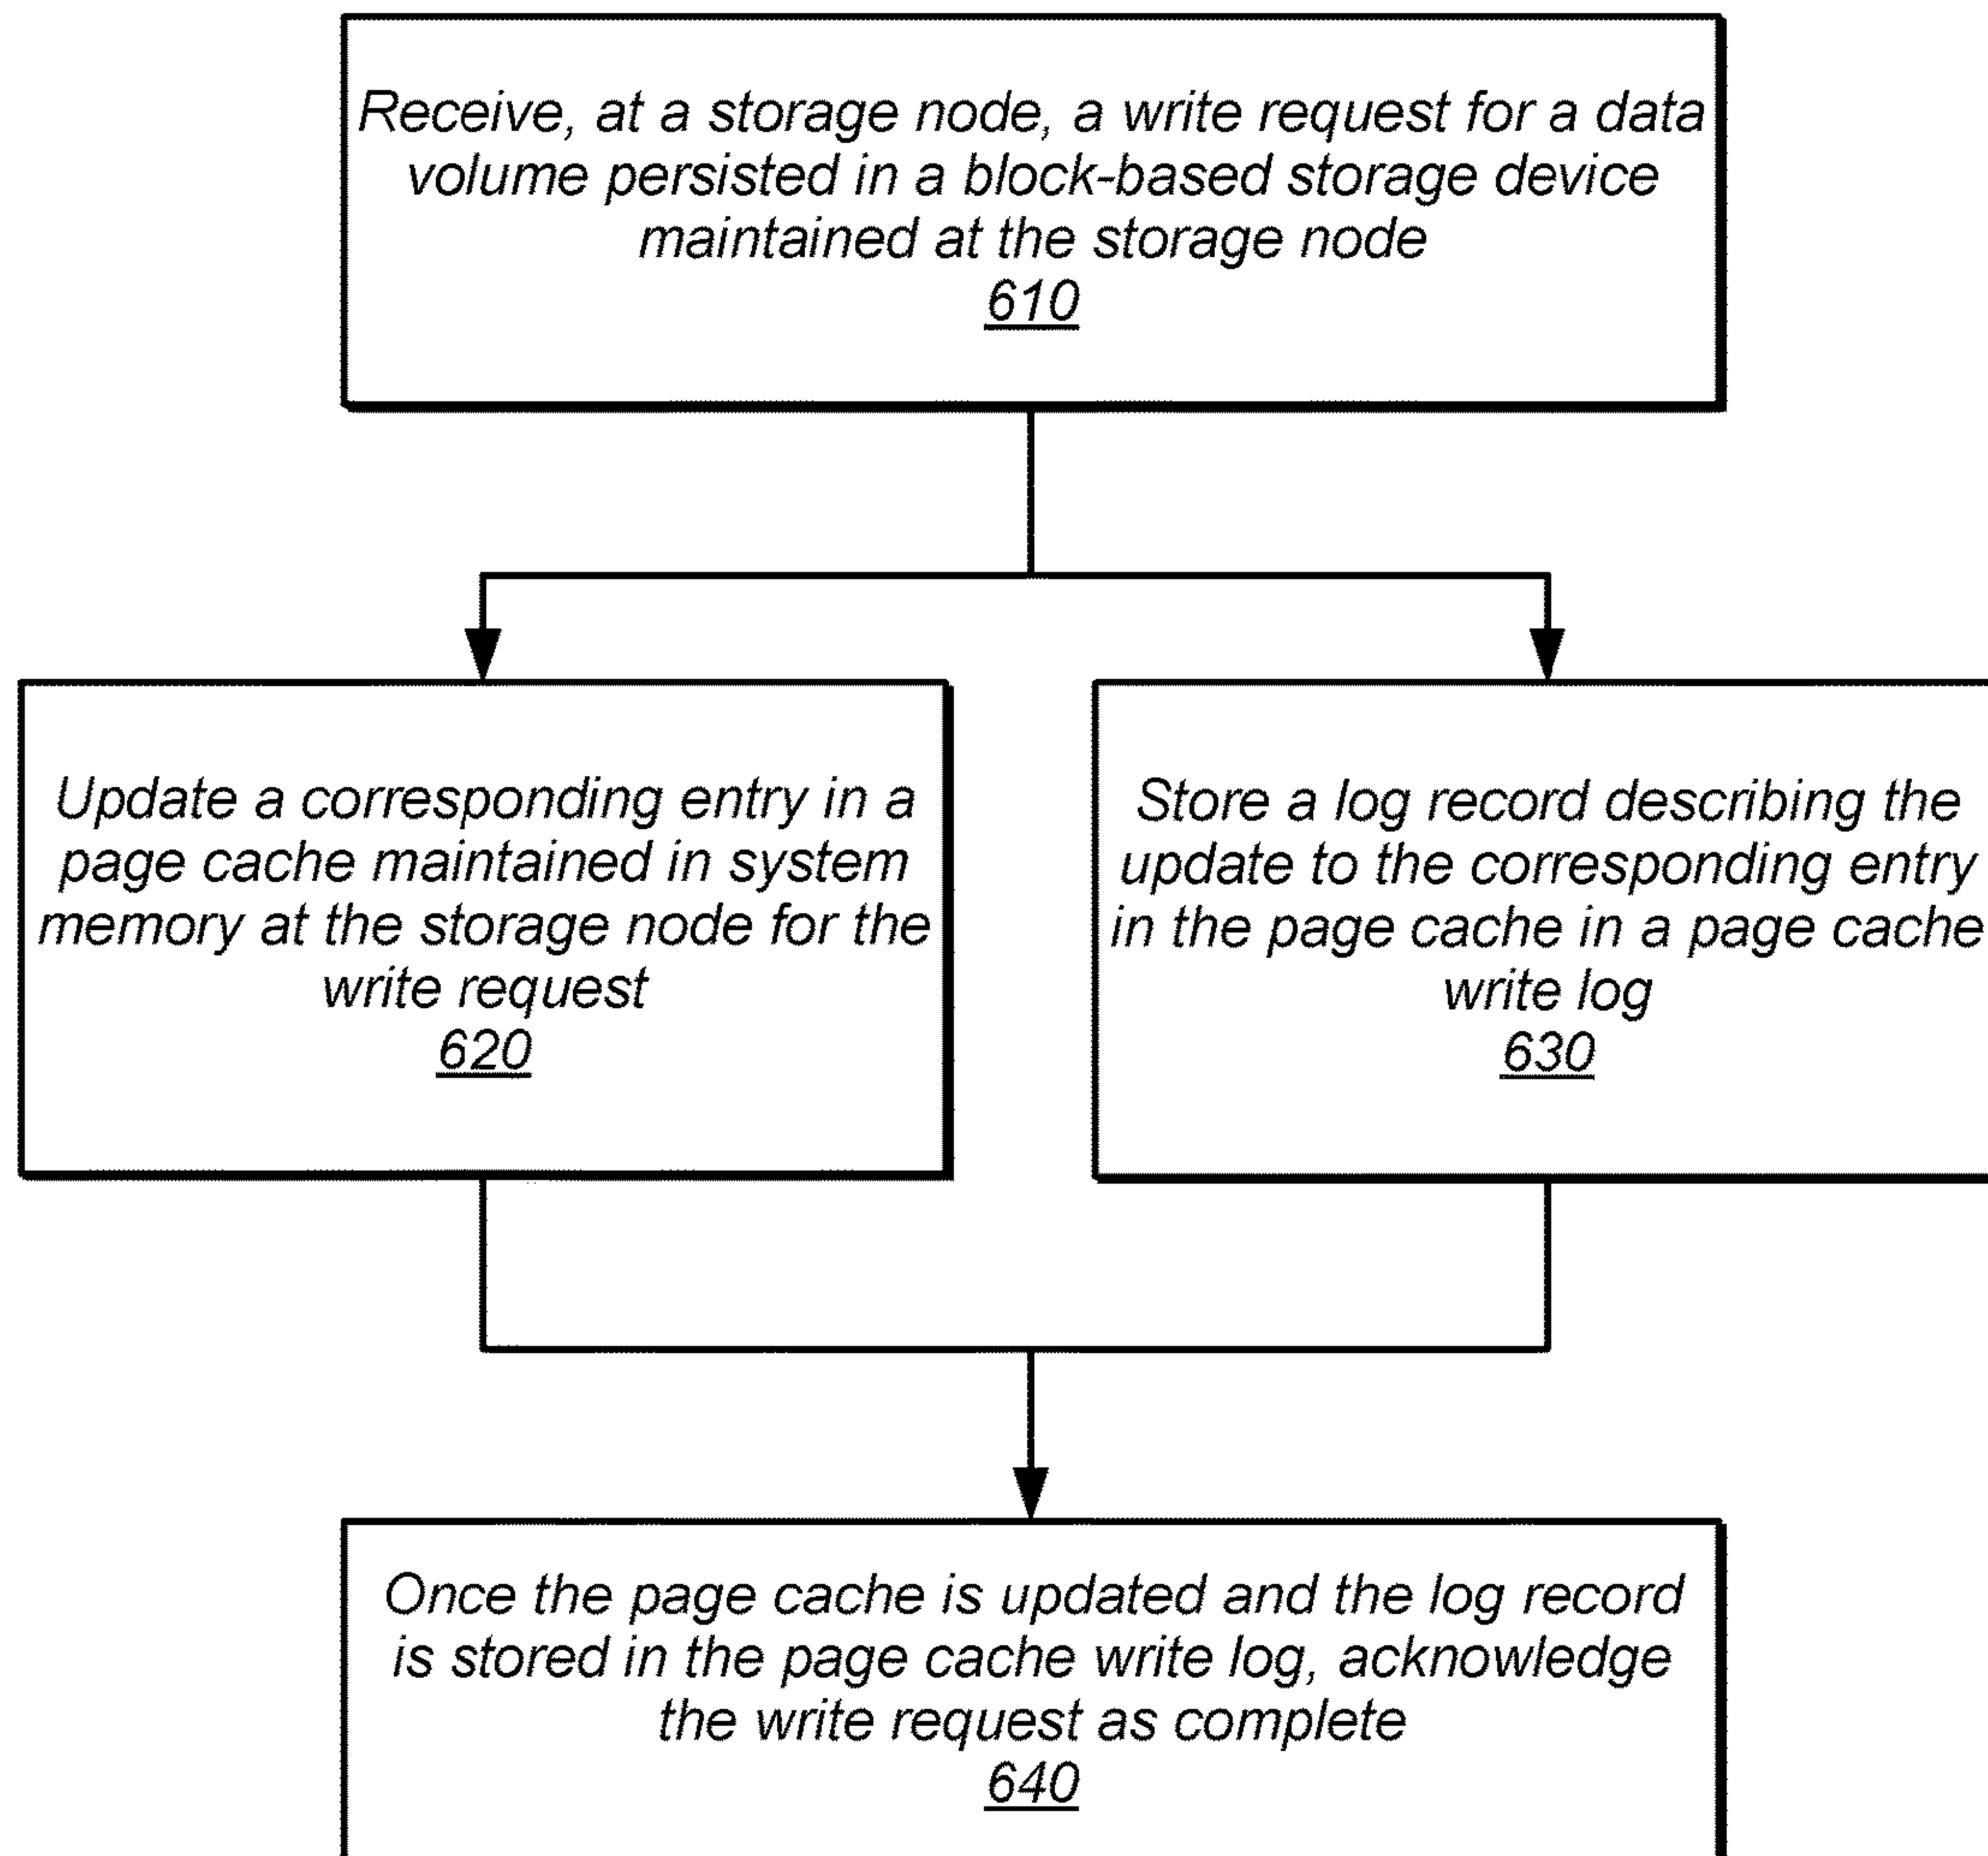 Receive, at a storage node, a write request for a data
volume persisted in a block-based storage device
maintained at the storage node
610
Update a corresponding entry in a
page cache maintained in system
memory at the storage node for the
write request
620
Store a log record describing the
update to the corresponding entry
in the page cache in a page cache
write log
630
Once the page cache is updated and the log record
is stored in the page cache write log, acknowledge
the write request as complete
640